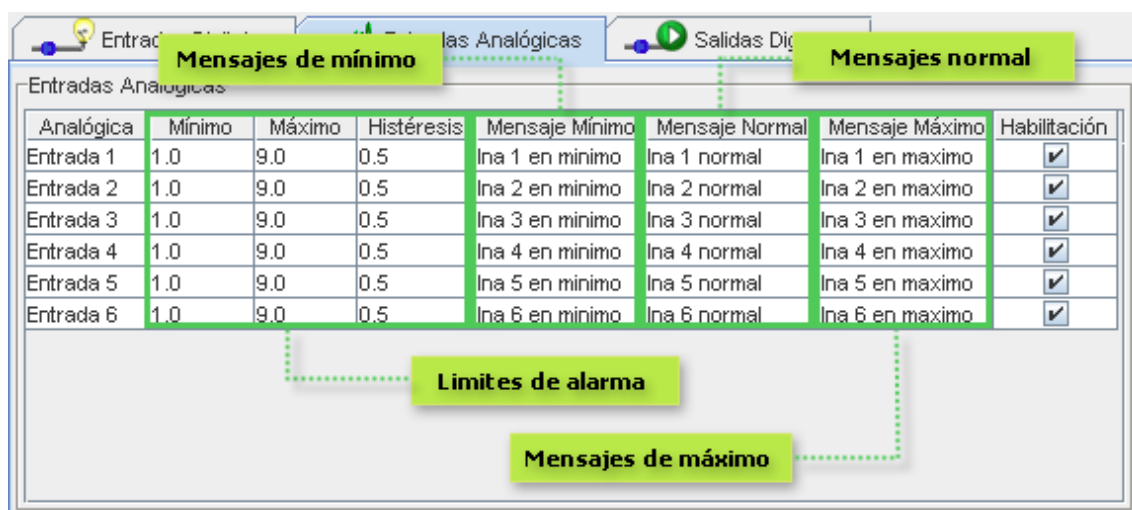 Entra
las Analógicas
Salidas Dig
Mensajes de mínimo
Mensajes normal
Entradas Analógicas
Analógica Mínimo Máximo Histéresis Mensaje Mínimo Mensaje Normal Mensaje Máximo Habilitación
Entrada 1 1.0 9.0 0.5 Ina 1 en minimo Ina 1 normal Ina 1 en maximo
Entrada 2 1.0 9.0 0.5 Ina 2 en minimo Ina 2 normal Ina 2 en maximo
Entrada 3 1.0 9.0 0.5 Ina 3 en minimo Ina 3 normal Ina 3 en maximo
Entrada 4 1.0 9.0 0.5 Ina 4 en minimo Ina 4 normal Ina 4 en maximo
Entrada 5 1.0 9.0 0.5 Ina 5 en minimo Ina 5 normal Ina 5 en maximo
Entrada 6 1.0 9.0 0.5 Ina 6 en minimo Ina 6 normal Ina 6 en maximo
Limites de alarma
Mensajes de máximo